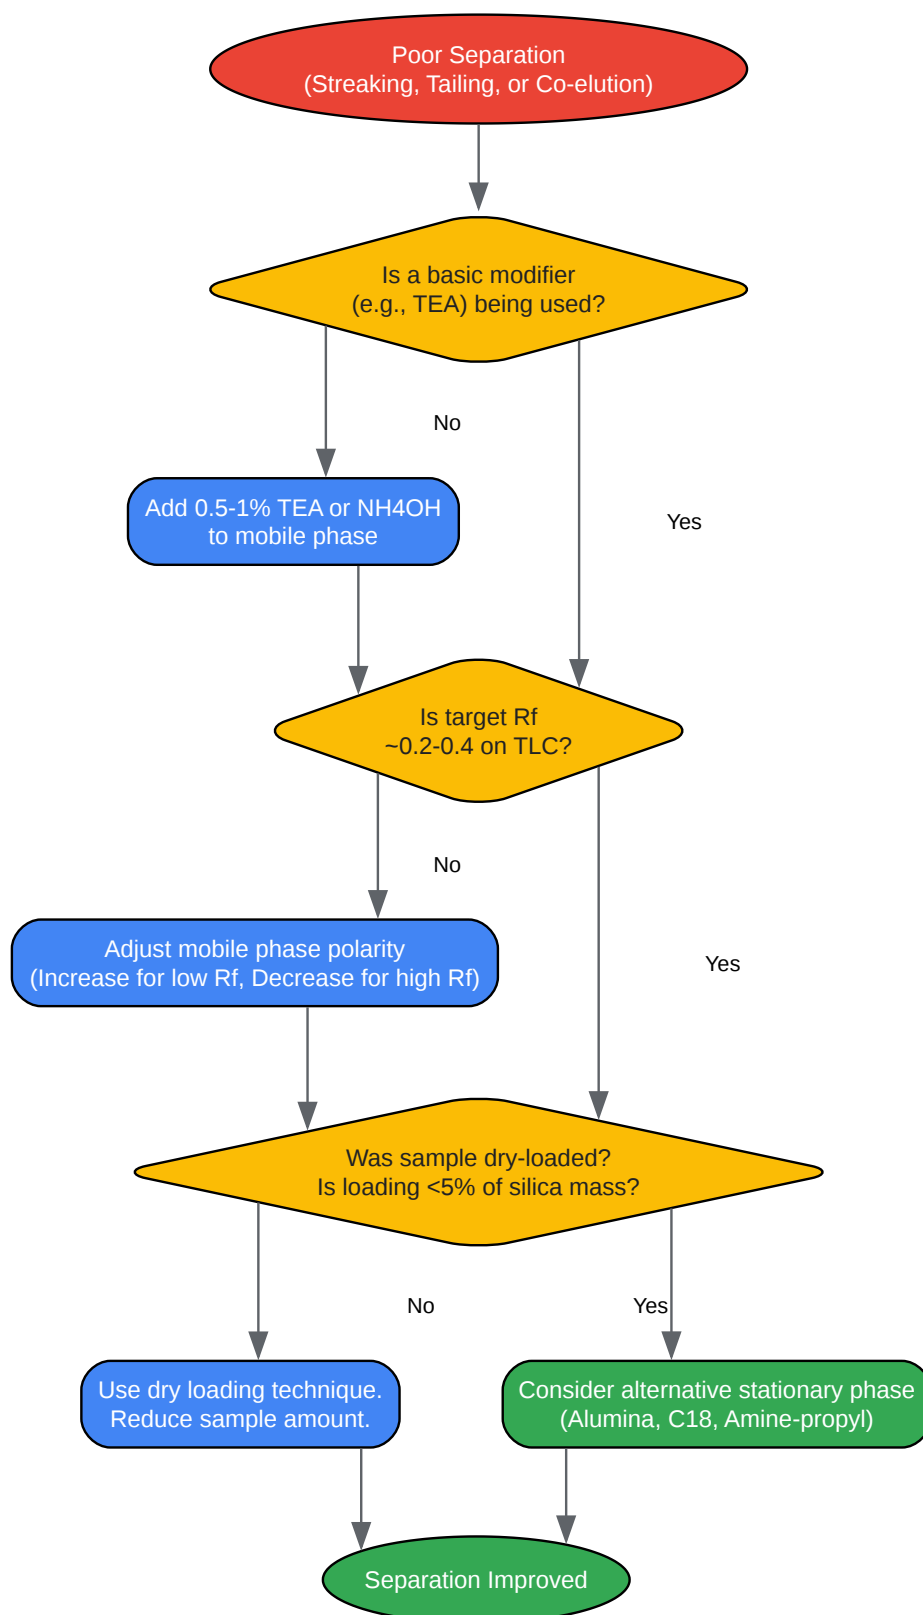 Poor Separation
(Streaking, Tailing, or Co-elution)
Is a basic modifier
(e.g., TEA) being used?
No
Add 0.5-1% TEA or NH4OH
to mobile phase
Yes
Is target Rf
~0.2-0.4 on TLC?
No
Adjust mobile phase polarity
(Increase for low Rf, Decrease for high Rf)
Yes
Was sample dry-loaded?
Is loading <5% of silica mass?
No
Yes
Use dry loading technique.
Reduce sample amount.
Consider alternative stationary phase
(Alumina, C18, Amine-propyl)
Separation Improved